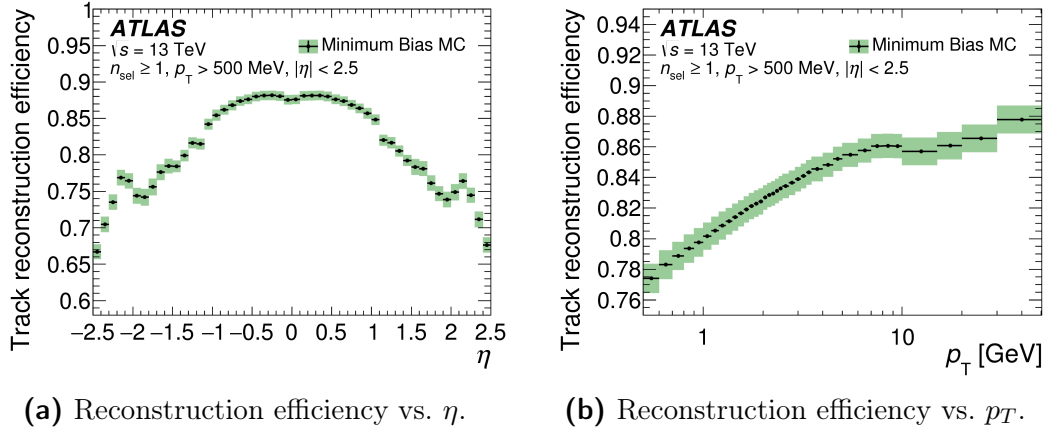 Track reconstruction efficiency
1
0.95
0.9
0.85
0.8
0.75
0.7
0.65
0.6
ATLAS
√s = 13 TeV
n_sel ≥ 1, p_T > 500 MeV, |η| < 2.5
Minimum Bias MC
−2.5 −2 −1.5 −1 −0.5 0 0.5 1 1.5 2 2.5
η
Track reconstruction efficiency
0.94
0.92
0.9
0.88
0.86
0.84
0.82
0.8
0.78
0.76
ATLAS
√s = 13 TeV
n_sel ≥ 1, p_T > 500 MeV, |η| < 2.5
Minimum Bias MC
1 10
p_T [GeV]
(a) Reconstruction efficiency vs. η.
(b) Reconstruction efficiency vs. p_T.